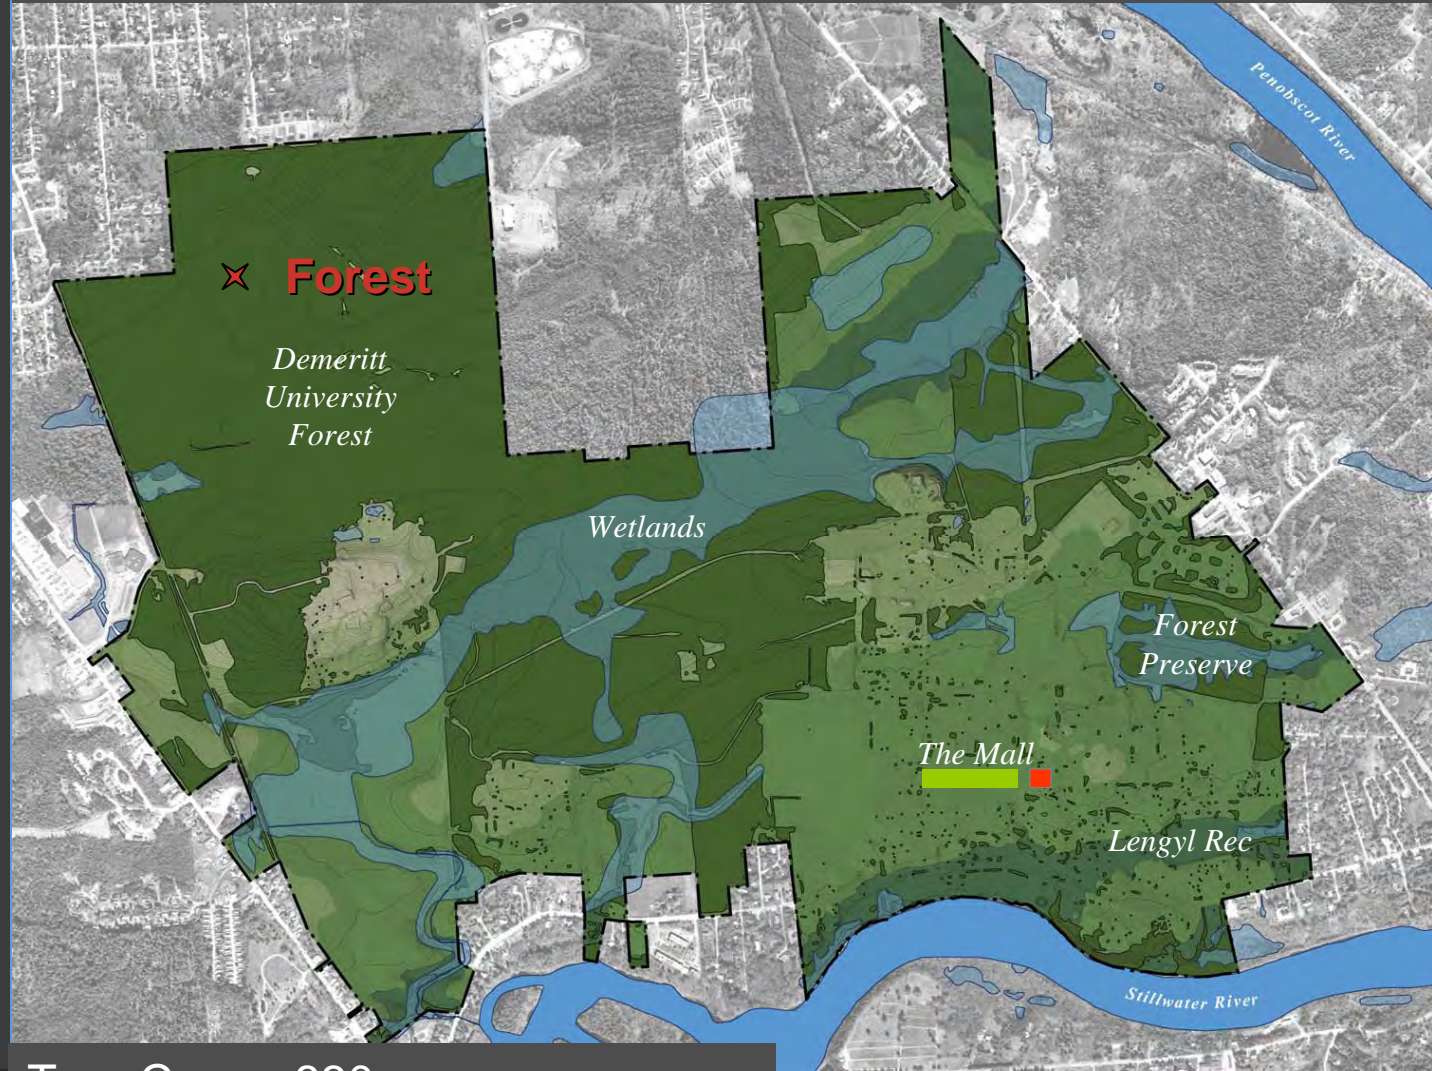 Penobscot River
Forest
Demeritt
University
Forest
Wetlands
Forest
Preserve
The Mall
Lengyl Rec
Stillwater River